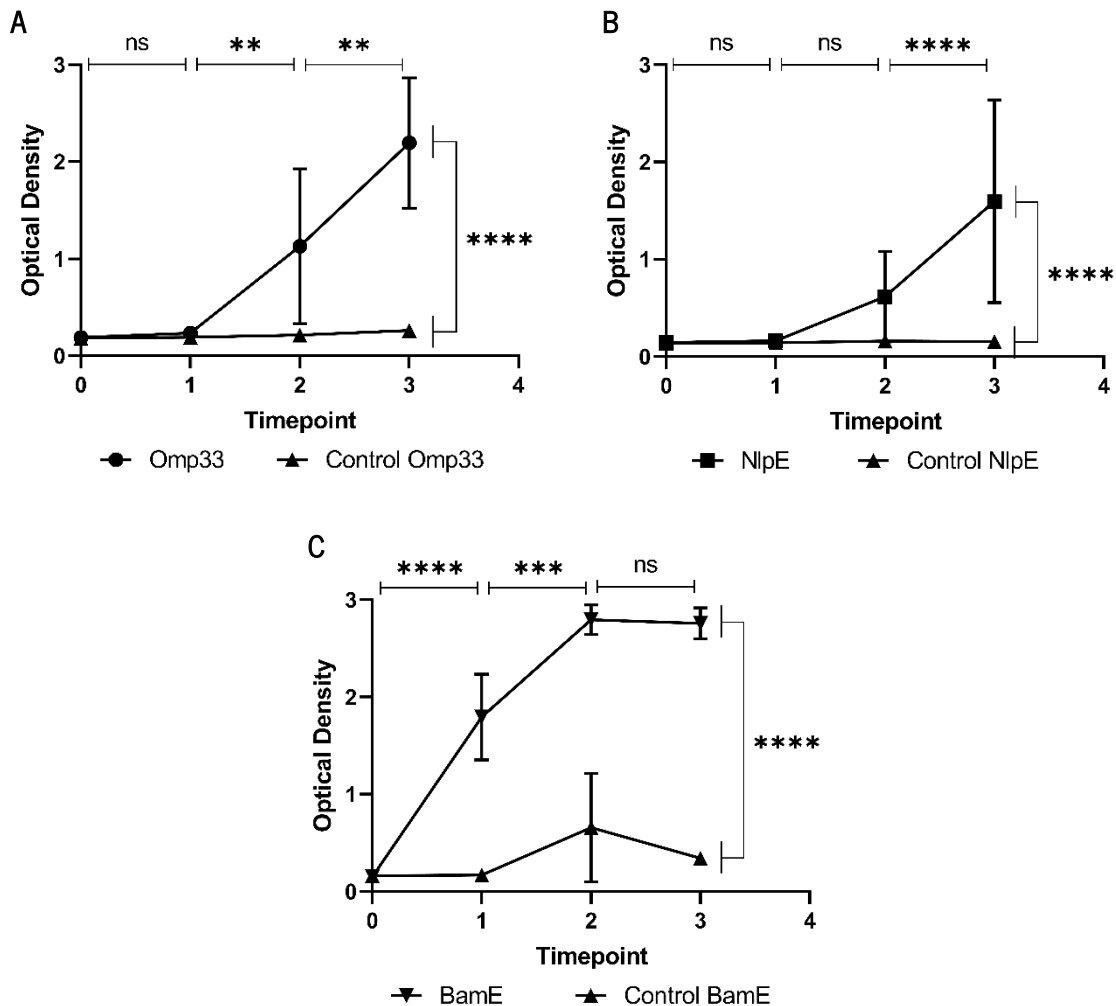 A
B
ns ** **
ns ns ****
3
2
1
0
Optical Density
****
0 1 2 3 4
Timepoint
Omp33 Control Omp33
3
2
1
0
Optical Density
****
0 1 2 3 4
Timepoint
NlpE Control NlpE
C
**** *** ns
3
2
1
0
Optical Density
****
0 1 2 3 4
Timepoint
BamE Control BamE